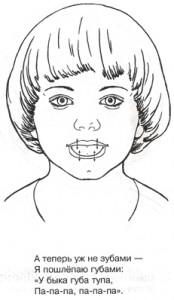 А теперь уж не зубами —
Я пошлёпаю губами:
«У быка губа тупа,
Па-па-па, па-па-па».